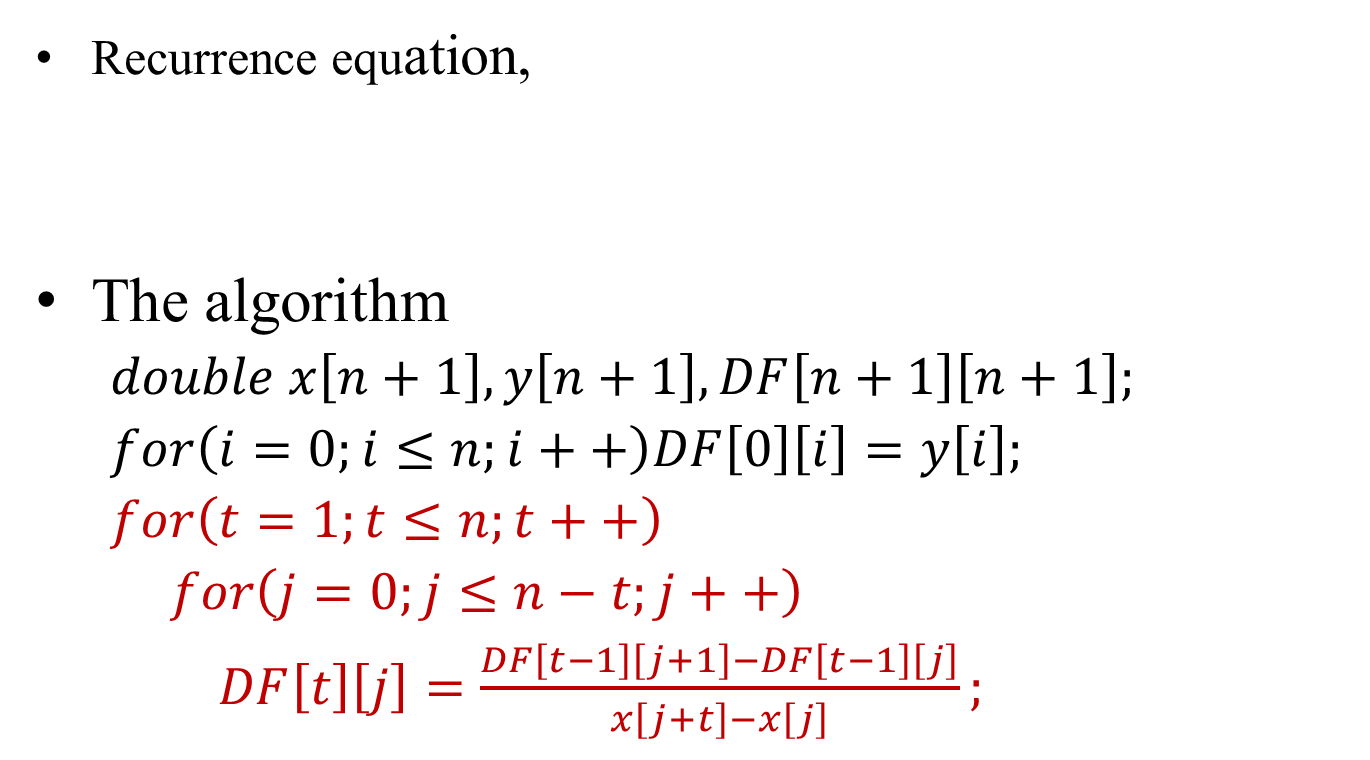 • Recurrence equation,
• The algorithm
double x[n + 1], y[n + 1], DF[n + 1][n + 1];
for(i = 0; i ≤ n; i + +)DF[0][i] = y[i];
for(t = 1; t ≤ n; t + +)
for(j = 0; j ≤ n − t; j + +)
DF[t][j] = \frac{DF[t−1][j+1]−DF[t−1][j]}{x[j+t]−x[j]};